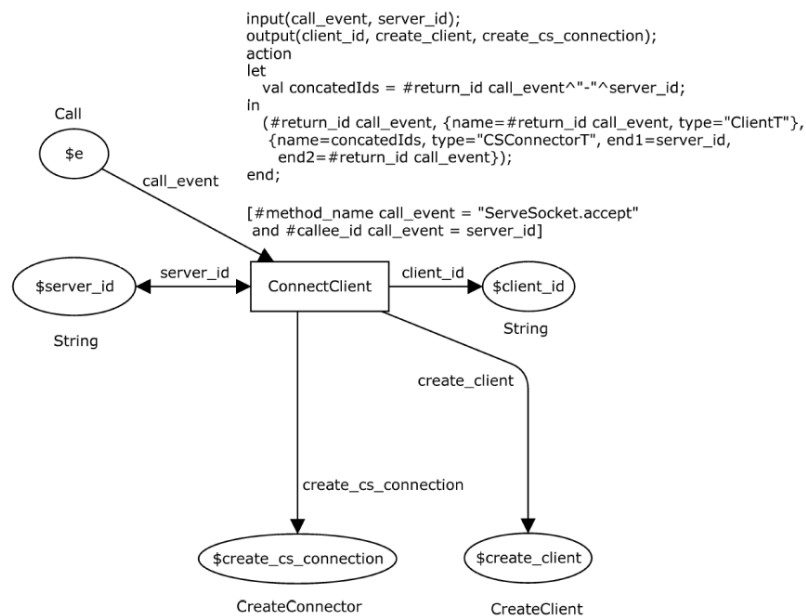 input(call_event, server_id);
output(client_id, create_client, create_cs_connection);
action
let
val concatedIds = #return_id call_event^"-"^server_id;
in
(#return_id call_event, {name=#return_id call_event, type="ClientT"},
{name=concatedIds, type="CSConnectorT", end1=server_id,
end2=#return_id call_event});
end;
[#method_name call_event = "ServeSocket.accept"
and #callee_id call_event = server_id]
Call
$e
call_event
$server_id
server_id
ConnectClient
client_id
$client_id
String
String
create_client
create_cs_connection
$create_cs_connection
$create_client
CreateConnector
CreateClient